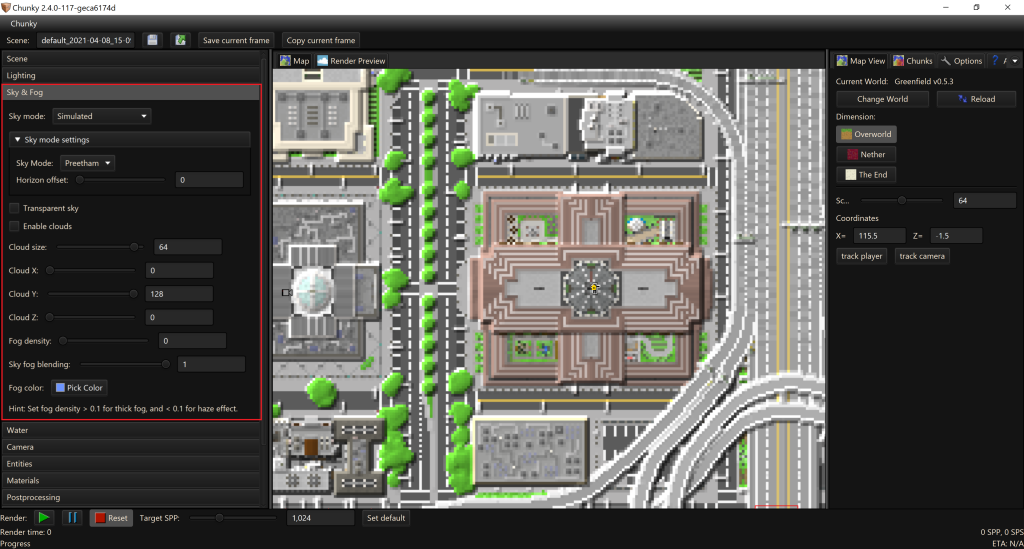 Chunky 2.4.0-117-geca6174d
Chunky
Scene: default_2021-04-08_15-0 Save current frame Copy current frame
Scene
Lighting
Sky & Fog
Sky mode: Simulated
Sky mode settings
Sky Mode: Preetham
Horizon offset: 0
Transparent sky
Enable clouds
Cloud size: 64
Cloud X: 0
Cloud Y: 128
Cloud Z: 0
Fog density: 0
Sky fog blending: 1
Fog color: Pick Color
Hint: Set fog density > 0.1 for thick fog, and < 0.1 for haze effect.
Water
Camera
Entities
Materials
Postprocessing
Map Render Preview
Map View Chunks Options ? A
Current World: Greenfield v0.5.3
Change World Reload
Dimension:
Overworld
Nether
The End
Sc... 64
Coordinates
X= 115.5 Z= -1.5
track player track camera
Render: Reset Target SPP: 1,024 Set default
Render time: 0 0 SPP, 0 SPS
Progress ETA: N/A